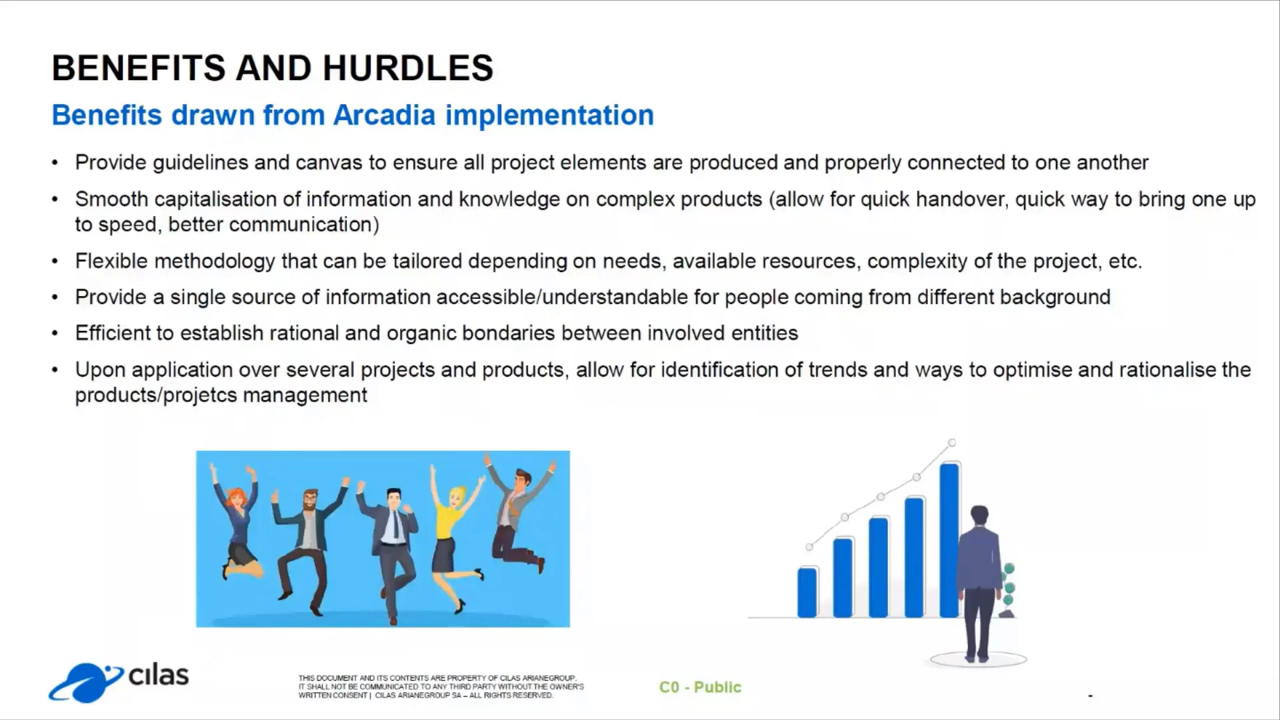 BENEFITS AND HURDLES
Benefits drawn from Arcadia implementation
• Provide guidelines and canvas to ensure all project elements are produced and properly connected to one another
• Smooth capitalisation of information and knowledge on complex products (allow for quick handover, quick way to bring one up
to speed, better communication)
• Flexible methodology that can be tailored depending on needs, available resources, complexity of the project, etc.
• Provide a single source of information accessible/understandable for people coming from different background
• Efficient to establish rational and organic bondaries between involved entities
• Upon application over several projects and products, allow for identification of trends and ways to optimise and rationalise the
products/projetcs management
cılas
THIS DOCUMENT AND ITS CONTENTS ARE PROPERTY OF CILAS ARIANEGROUP.
IT SHALL NOT BE COMMUNICATED TO ANY THIRD PARTY WITHOUT THE OWNER'S
WRITTEN CONSENT | CILAS ARIANEGROUP SA – ALL RIGHTS RESERVED.
C0 - Public
-